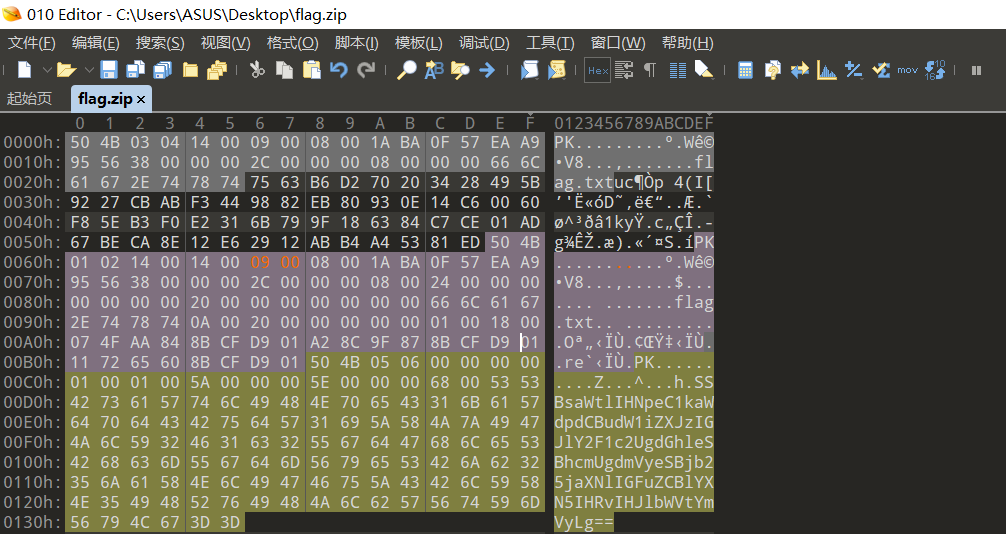 010 Editor - C:\Users\ASUS\Desktop\flag.zip
文件(F) 编辑(E) 搜索(S) 视图(V) 格式(O) 脚本(I) 模板(L) 调试(D) 工具(T) 窗口(W) 帮助(H)
Hex mov
起始页 flag.zip ×
0 1 2 3 4 5 6 7 8 9 A B C D E F 0123456789ABCDEF
0000h: 50 4B 03 04 14 00 09 00 08 00 1A BA 0F 57 EA A9 PK.........º.Wê©
0010h: 95 56 38 00 00 00 2C 00 00 00 08 00 00 00 66 6C •V8...,.......fl
0020h: 61 67 2E 74 78 74 75 63 B6 D2 70 20 34 28 49 5B ag.txtuc¶Òp 4(I[
0030h: 92 27 CB AB F3 44 98 82 EB 80 93 0E 14 C6 00 60 ’'Ë«óD˜‚ë€“..Æ.`
0040h: F8 5E B3 F0 E2 31 6B 79 9F 18 63 84 C7 CE 01 AD ø^³ðâ1kyŸ.c„ÇÎ.-
0050h: 67 BE CA 8E 12 E6 29 12 AB B4 A4 53 81 ED 50 4B g¾ÊŽ.æ).«´¤S.íPK
0060h: 01 02 14 00 14 00 09 00 08 00 1A BA 0F 57 EA A9 ...........º.Wê©
0070h: 95 56 38 00 00 00 2C 00 00 00 08 00 24 00 00 00 •V8...,.....$...
0080h: 00 00 00 00 20 00 00 00 00 00 00 00 66 6C 61 67 .... .......flag
0090h: 2E 74 78 74 0A 00 20 00 00 00 00 00 01 00 18 00 .txt.. .........
00A0h: 07 4F AA 84 8B CF D9 01 A2 8C 9F 87 8B CF D9 01 .Oª„‹ÏÙ.¢ŒŸ‡‹ÏÙ.
00B0h: 11 72 65 60 8B CF D9 01 50 4B 05 06 00 00 00 00 .re`‹ÏÙ.PK......
00C0h: 01 00 01 00 5A 00 00 00 5E 00 00 00 68 00 53 53 ....Z...^...h.SS
00D0h: 42 73 61 57 74 6C 49 48 4E 70 65 43 31 6B 61 57 BsaWtlIHNpeC1kaW
00E0h: 64 70 64 43 42 75 64 57 31 69 5A 58 4A 7A 49 47 dpdCBudW1iZXJzIG
00F0h: 4A 6C 59 32 46 31 63 32 55 67 64 47 68 6C 65 53 JlY2F1c2UgdGhleS
0100h: 42 68 63 6D 55 67 64 6D 56 79 65 53 42 6A 62 32 BhcmUgdmVyeSBjb2
0110h: 35 6A 61 58 4E 6C 49 47 46 75 5A 43 42 6C 59 58 5jaXNlIGFuZCBlYX
0120h: 4E 35 49 48 52 76 49 48 4A 6C 62 57 56 74 59 6D N5IHRvIHJlbWVtYm
0130h: 56 79 4C 67 3D 3D VyLg==